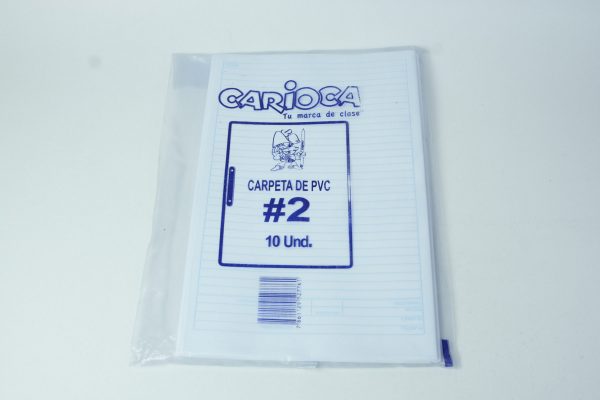 CARIOCA
Tu marca de clase
CARPETA DE PVC
#2
10 Und.